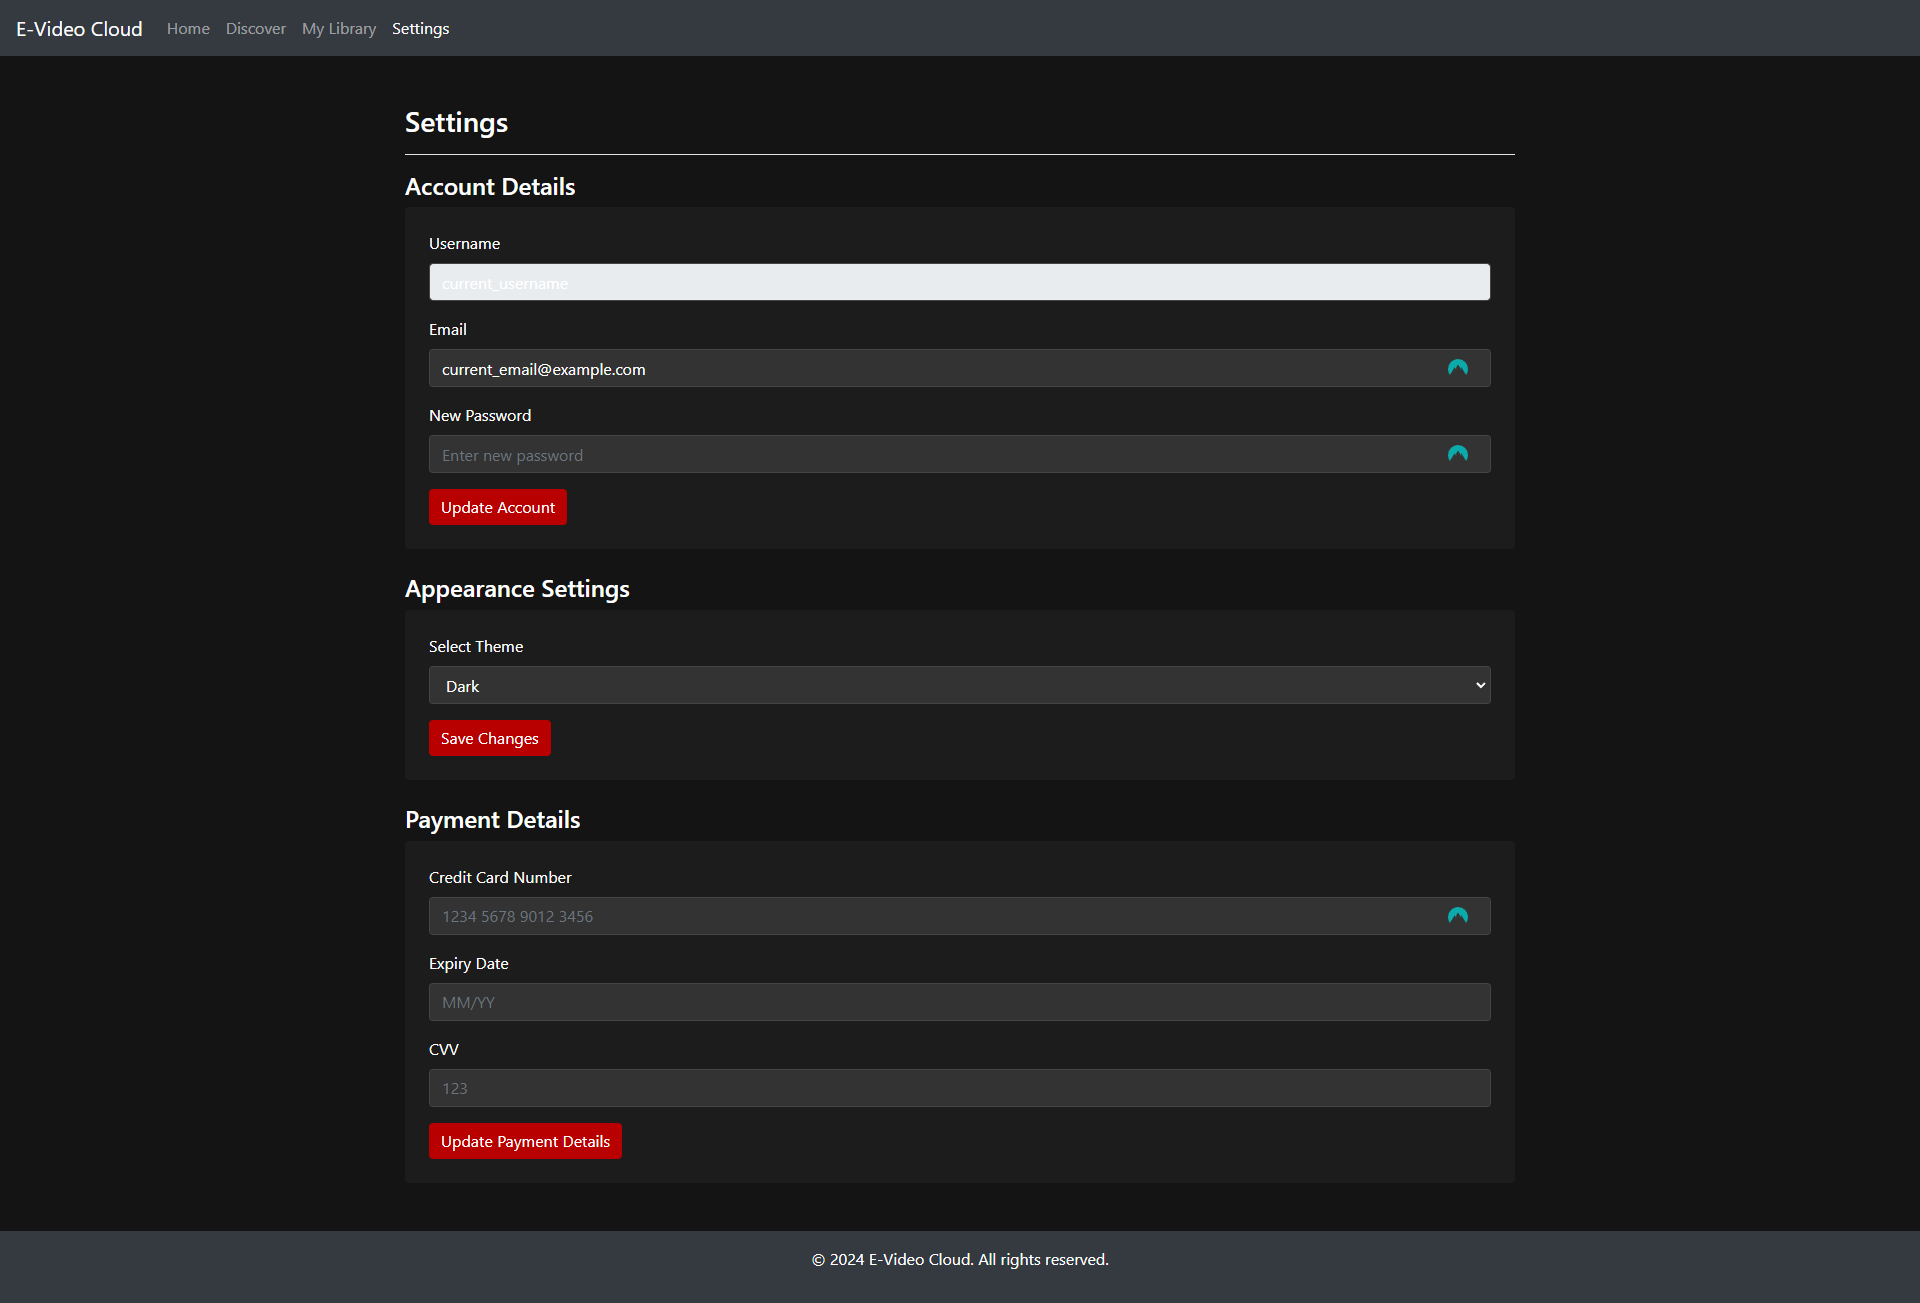 E-Video Cloud Home Discover My Library Settings
Settings
Account Details
Username
current_username
Email
current_email@example.com
New Password
Enter new password
Update Account
Appearance Settings
Select Theme
Dark
Save Changes
Payment Details
Credit Card Number
1234 5678 9012 3456
Expiry Date
MM/YY
CVV
123
Update Payment Details
© 2024 E-Video Cloud. All rights reserved.